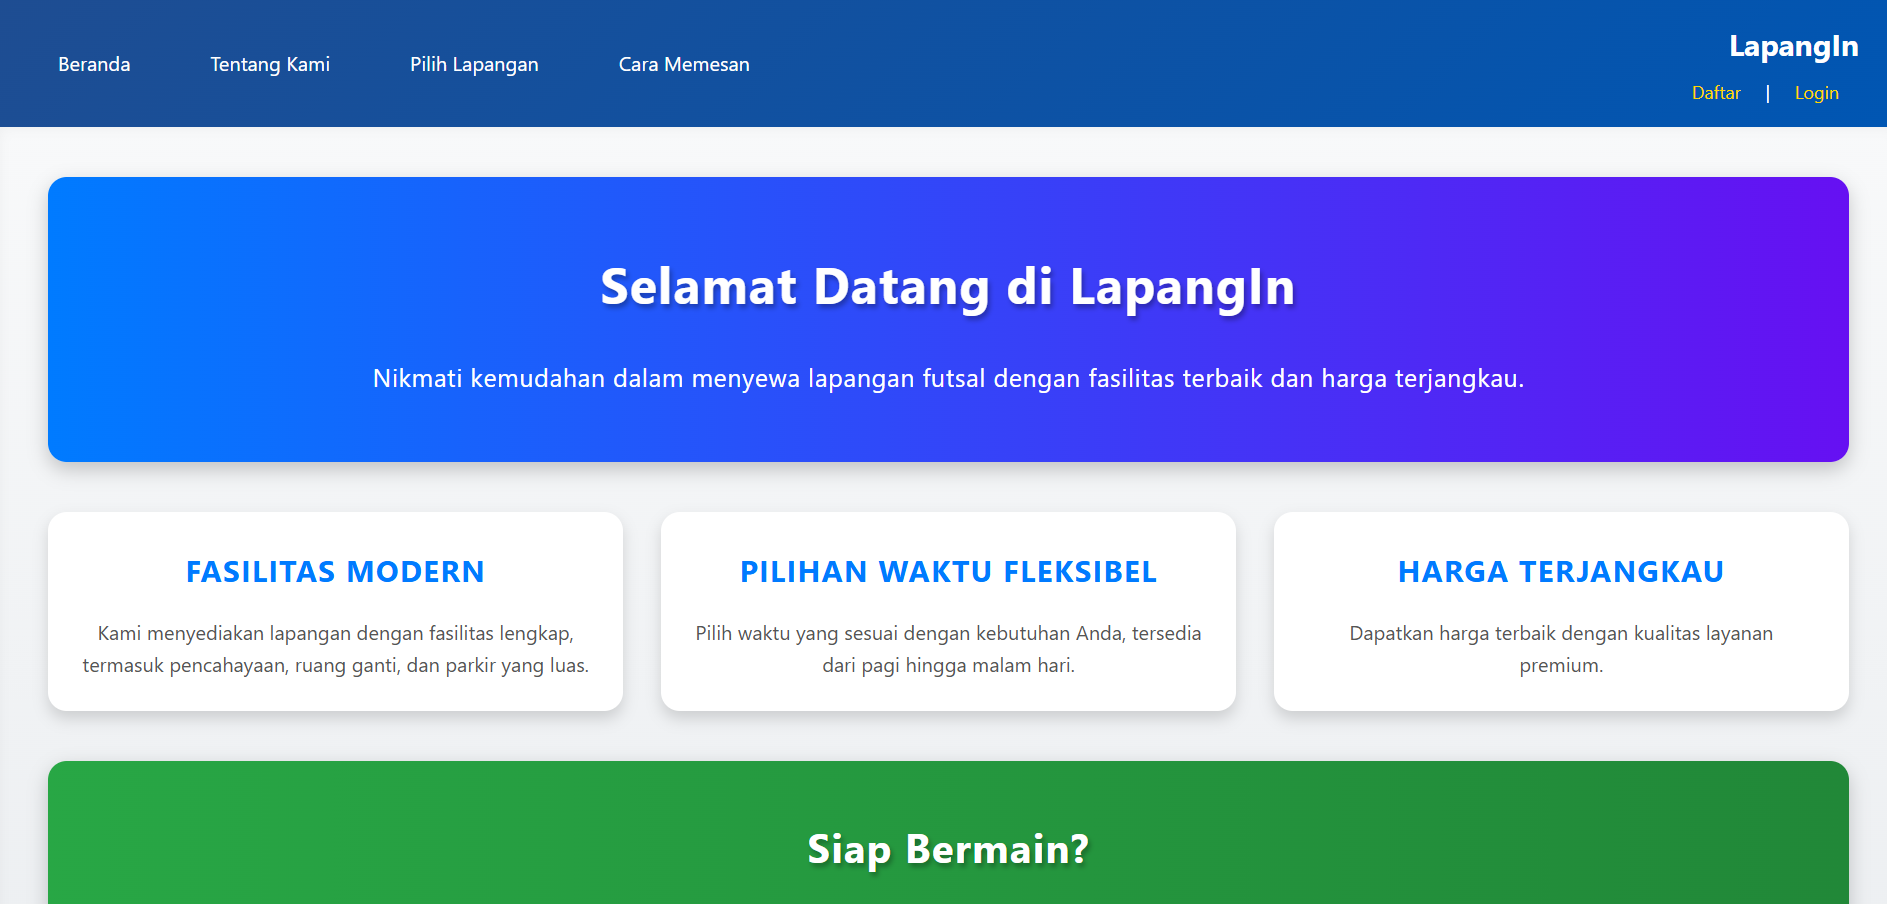 Beranda
Tentang Kami
Pilih Lapangan
Cara Memesan
LapangIn
Daftar | Login
Selamat Datang di LapangIn
Nikmati kemudahan dalam menyewa lapangan futsal dengan fasilitas terbaik dan harga terjangkau.
FASILITAS MODERN
Kami menyediakan lapangan dengan fasilitas lengkap,
termasuk pencahayaan, ruang ganti, dan parkir yang luas.
PILIHAN WAKTU FLEKSIBEL
Pilih waktu yang sesuai dengan kebutuhan Anda, tersedia
dari pagi hingga malam hari.
HARGA TERJANGKAU
Dapatkan harga terbaik dengan kualitas layanan
premium.
Siap Bermain?